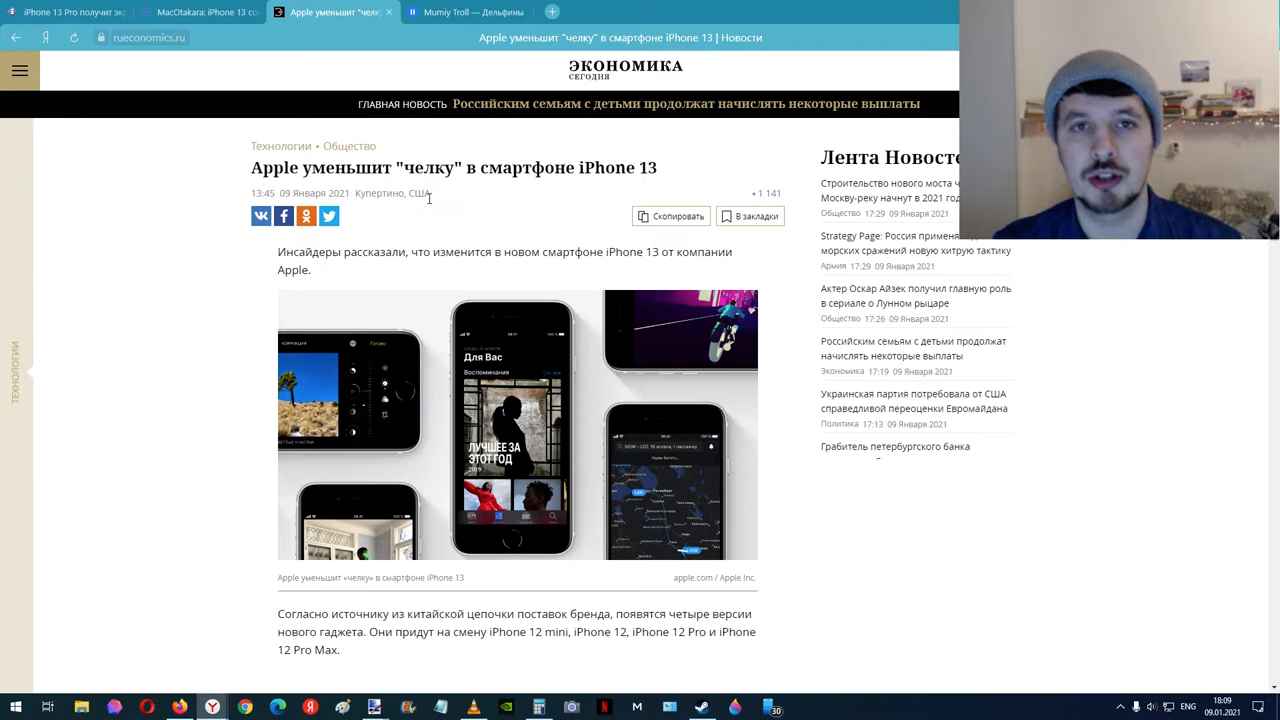 iPhone 13 Pro получит эк
MacOtakara: iPhone 13 и
Apple уменьшит "челк
Mumiy Troll — Дельфины
rueconomics.ru
Apple уменьшит "челку" в смартфоне iPhone 13 | Новости
ЭКОНОМИКА
СЕГОДНЯ
ГЛАВНАЯ НОВОСТЬ Российским семьям с детьми продолжат начислять некоторые выплаты
Технологии • Общество
Apple уменьшит "челку" в смартфоне iPhone 13
13:45 09 Января 2021 Купертино, США
1 141
Скопировать
В закладки
Инсайдеры рассказали, что изменится в новом смартфоне iPhone 13 от компании
Apple.
КОРРЕКЦИЯ
Готово
Для Вас
Воспоминания
См. все
ЛУЧШЕЕ ЗА
ЭТОТ ГОД
2019
Apple уменьшит «челку» в смартфоне iPhone 13
apple.com / Apple Inc.
Согласно источнику из китайской цепочки поставок бренда, появятся четыре версии
нового гаджета. Они придут на смену iPhone 12 mini, iPhone 12, iPhone 12 Pro и iPhone
12 Pro Max.
Лента Новосте
Строительство нового моста ч
Москву-реку начнут в 2021 год
Общество 17:29 09 Января 2021
Strategy Page: Россия применя
морских сражений новую хитрую тактику
Армия 17:29 09 Января 2021
Актер Оскар Айзек получил главную роль
в сериале о Лунном рыцаре
Общество 17:26 09 Января 2021
Российским семьям с детьми продолжат
начислять некоторые выплаты
Экономика 17:19 09 Января 2021
Украинская партия потребовала от США
справедливой переоценки Евромайдана
Политика 17:13 09 Января 2021
Грабитель петербургского банка
30
ENG
18:09
09.01.2021